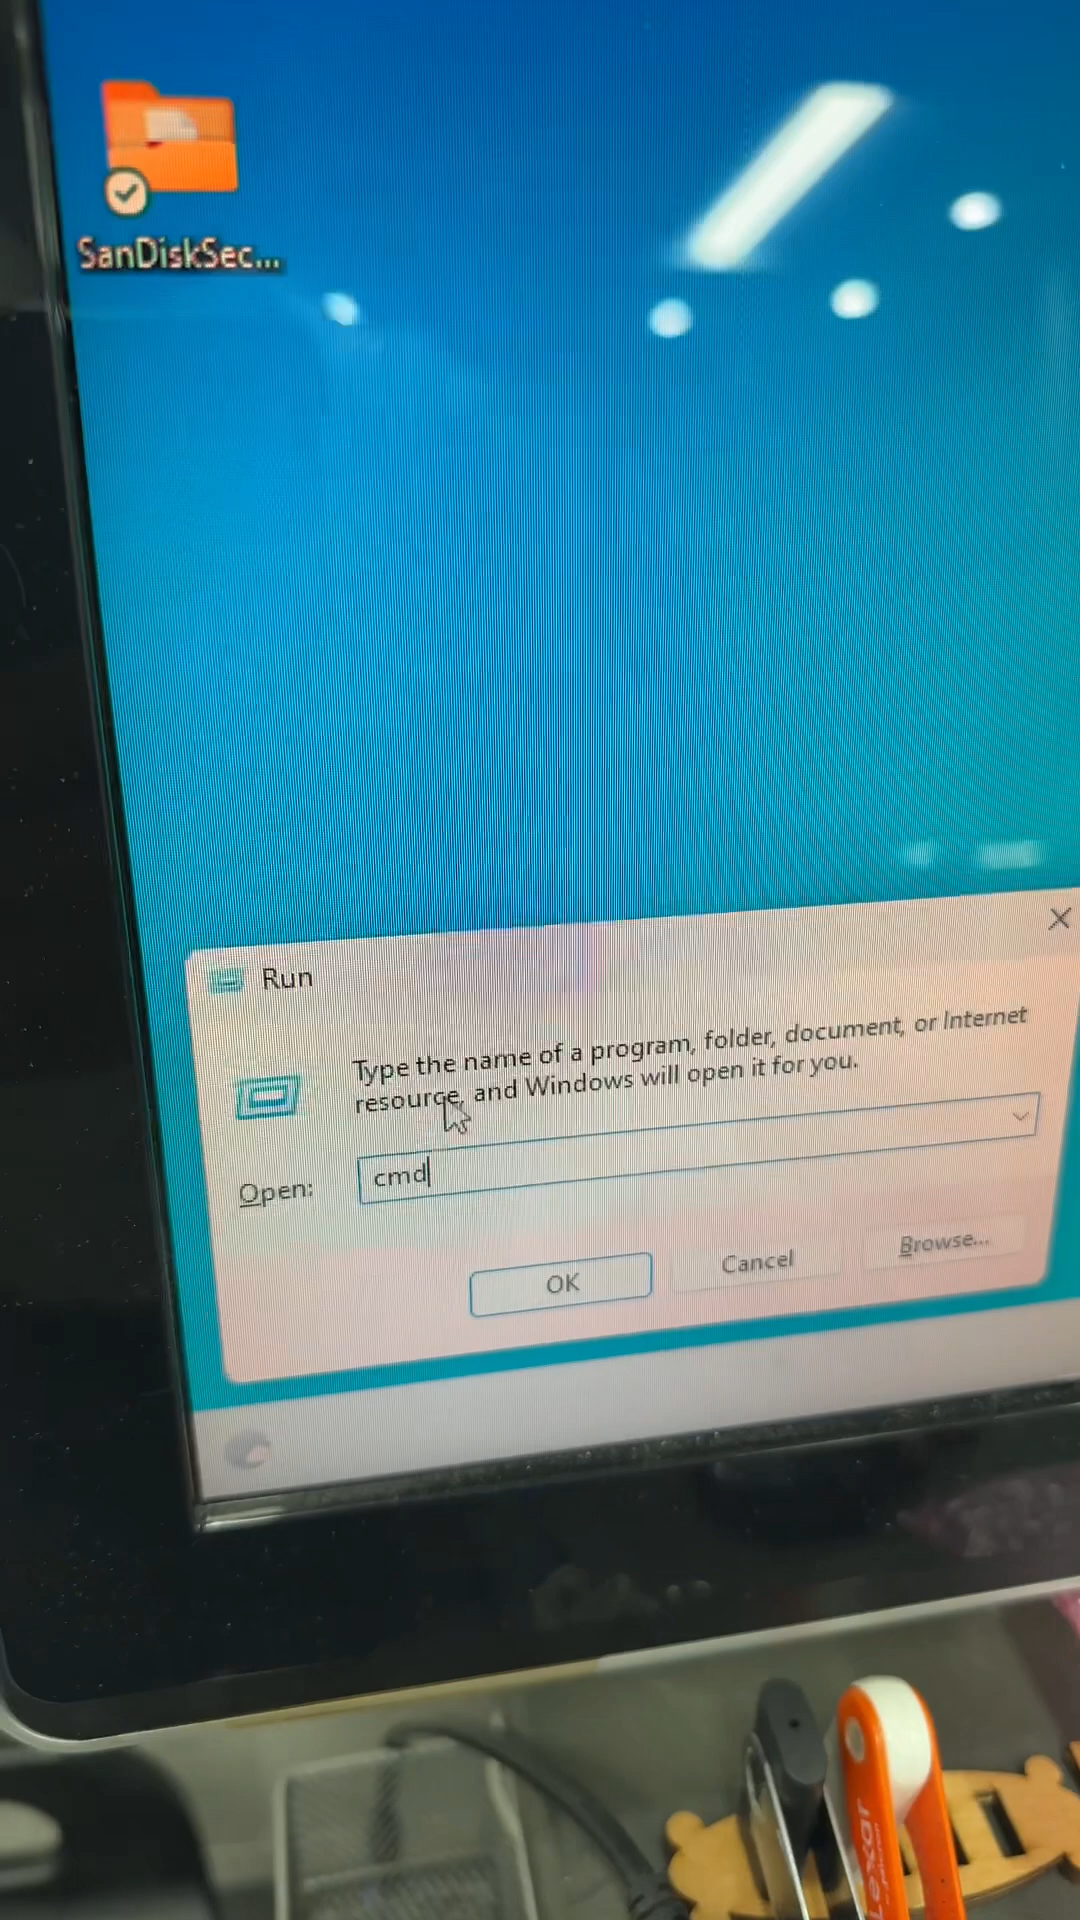 SanDiskSec...
Run
Type the name of a program, folder, document, or Internet
resource, and Windows will open it for you.
Open:
cmd
OK
Cancel
Browse...
Lexar